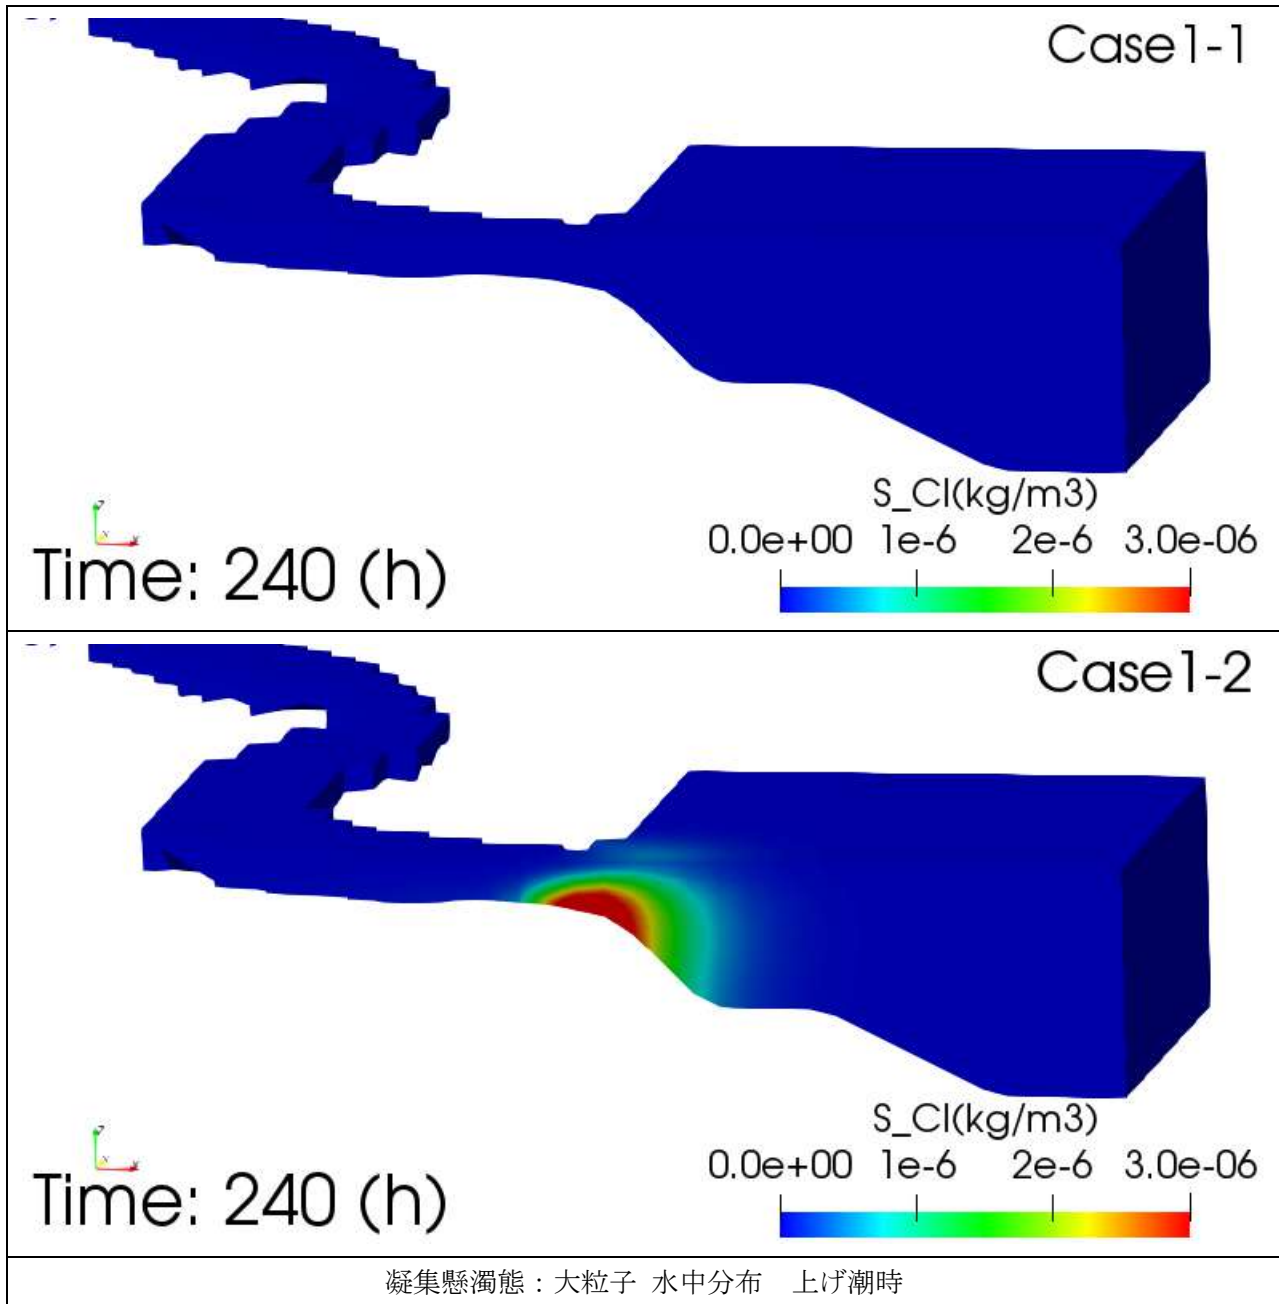 Case1-1
S_Cl(kg/m3)
0.0e+00 1e-6 2e-6 3.0e-06
Time: 240 (h)
Case1-2
S_Cl(kg/m3)
0.0e+00 1e-6 2e-6 3.0e-06
Time: 240 (h)
凝集懸濁態：大粒子 水中分布　上げ潮時